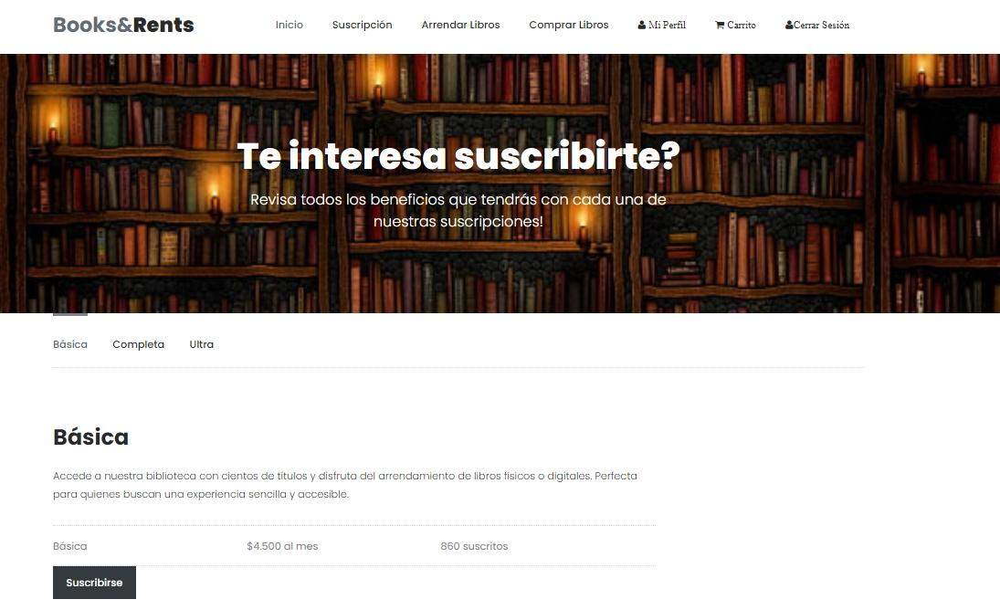 Books&Rents
Inicio Suscripción Arrendar Libros Comprar Libros Mi Perfil Carrito Cerrar Sesión
Te interesa suscribirte?
Revisa todos los beneficios que tendrás con cada una de
nuestras suscripciones!
Básica Completa Ultra
Básica
Accede a nuestra biblioteca con cientos de títulos y disfruta del arrendamiento de libros físicos o digitales. Perfecta
para quienes buscan una experiencia sencilla y accesible.
Básica $4.500 al mes 860 suscritos
Suscribirse